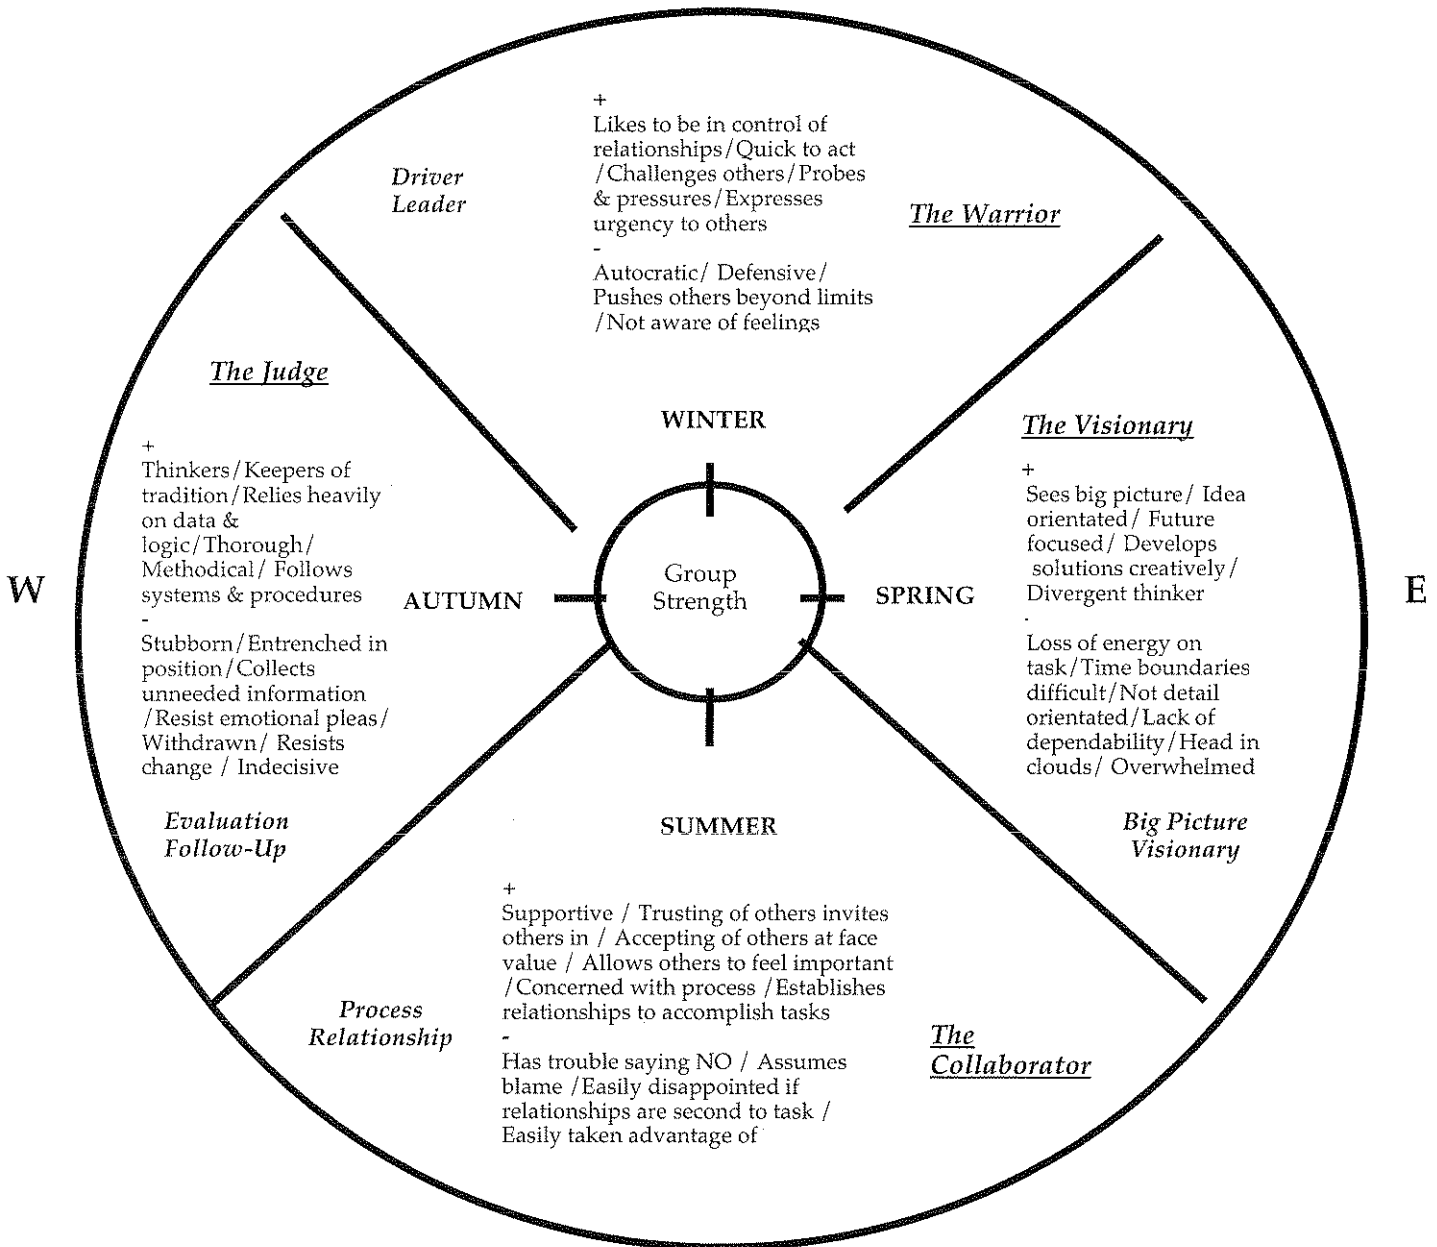 +
Likes to be in control of
relationships/Quick to act
/Challenges others/Probes
& pressures/Expresses
urgency to others
-
Autocratic/ Defensive/
Pushes others beyond limits
/Not aware of feelings
Driver
Leader
The Warrior
The Judge
+
Thinkers/Keepers of
tradition/Relies heavily
on data &
logic/Thorough/
Methodical/ Follows
systems & procedures
-
Stubborn/Entrenched in
position/Collects
unneeded information
/Resist emotional pleas/
Withdrawn/ Resists
change / Indecisive
Evaluation
Follow-Up
W
WINTER
AUTUMN
Group
Strength
SPRING
SUMMER
The Visionary
+
Sees big picture/ Idea
orientated/ Future
focused/ Develops
solutions creatively/
Divergent thinker
-
Loss of energy on
task/Time boundaries
difficult/Not detail
orientated/Lack of
dependability/Head in
clouds/ Overwhelmed
Big Picture
Visionary
E
+
Supportive / Trusting of others invites
others in / Accepting of others at face
value / Allows others to feel important
/Concerned with process /Establishes
relationships to accomplish tasks
-
Has trouble saying NO / Assumes
blame /Easily disappointed if
relationships are second to task /
Easily taken advantage of
Process
Relationship
The
Collaborator